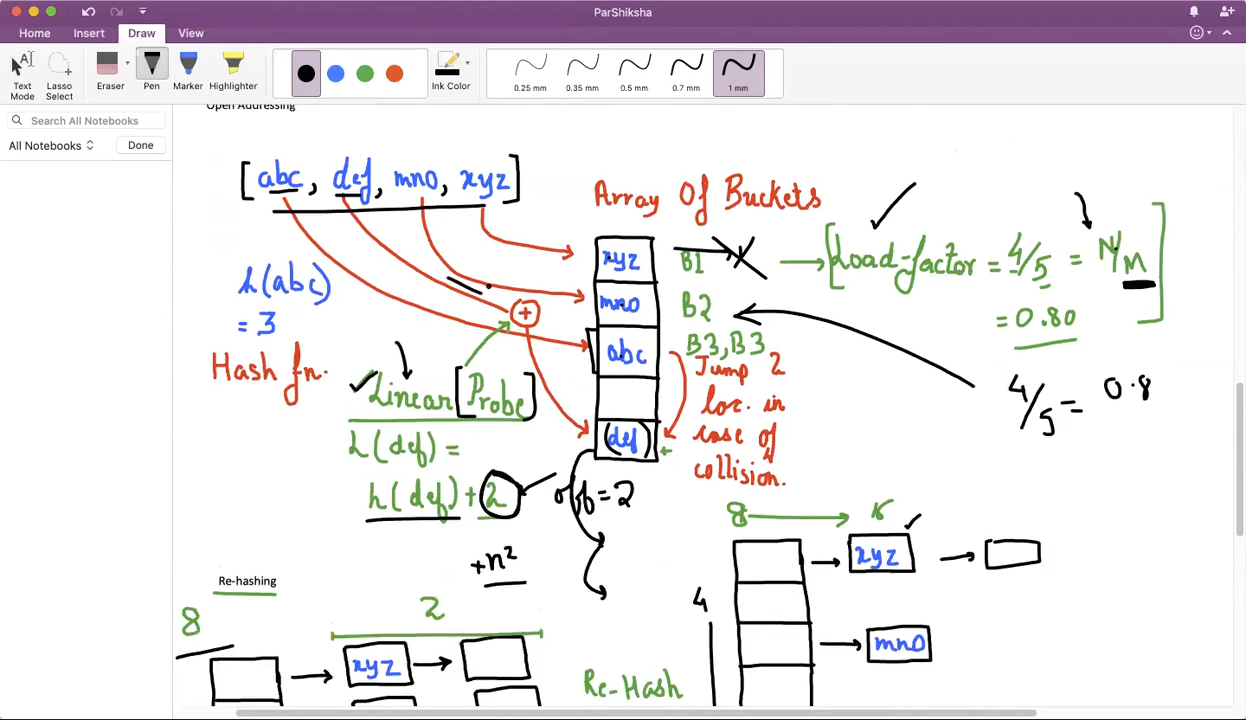 ParShiksha
Home Insert Draw View
Text Mode
Lasso Select
Eraser
Pen
Marker
Highlighter
Ink Color
0.25 mm 0.35 mm 0.5 mm 0.7 mm 1 mm
Search All Notebooks
All Notebooks Done
Open Addressing
[abc, def, mno, xyz]
Array Of Buckets
xyz B1
[Load-factor = 4/5 = N/M]
= 0.80
h(abc)
= 3
Hash fn.
+
mno B2
abc B3, B3
Jump 2
loc. in
case of
collision.
4/5 = 0.8
Linear [Probe]
h(def) =
h(def) + 2
(def)
off = 2
+n²
8
xyz
4
mno
Re-hashing
8
2
xyz
Re-Hash